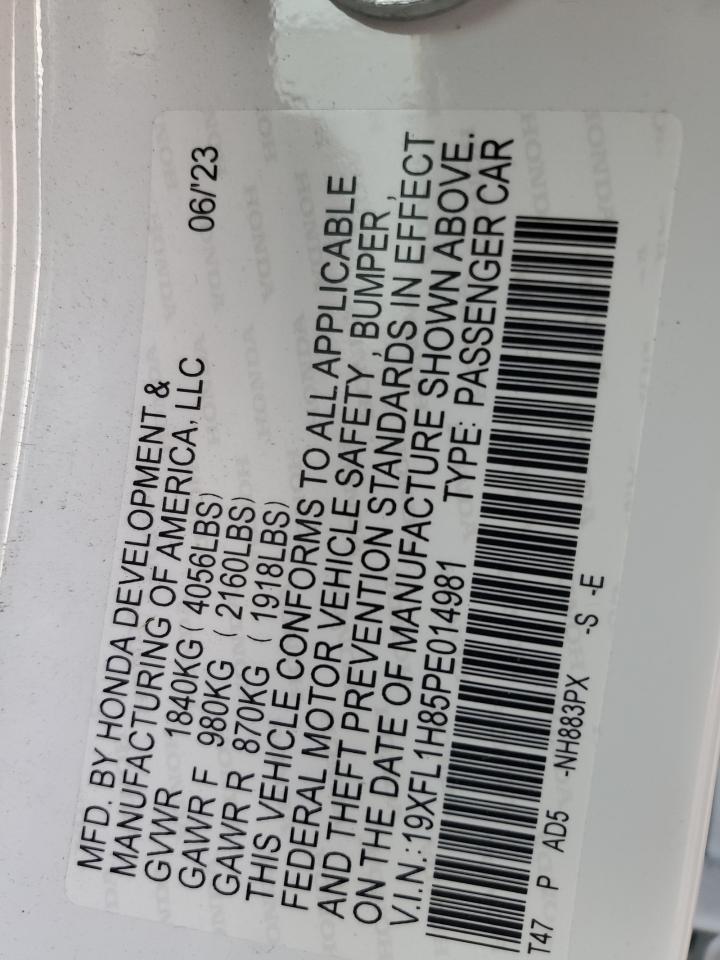 MFD. BY HONDA DEVELOPMENT &
MANUFACTURING OF AMERICA, LLC 06/'23
GVWR 1840KG ( 4056LBS)
GAWR F 980KG ( 2160LBS)
GAWR R 870KG ( 1918LBS)
THIS VEHICLE CONFORMS TO ALL APPLICABLE
FEDERAL MOTOR VEHICLE SAFETY , BUMPER ,
AND THEFT PREVENTION STANDARDS IN EFFECT
ON THE DATE OF MANUFACTURE SHOWN ABOVE.
V.I.N.: 19XFL1H85PE014981 TYPE: PASSENGER CAR
T47 P AD5 -NH883PX -S -E